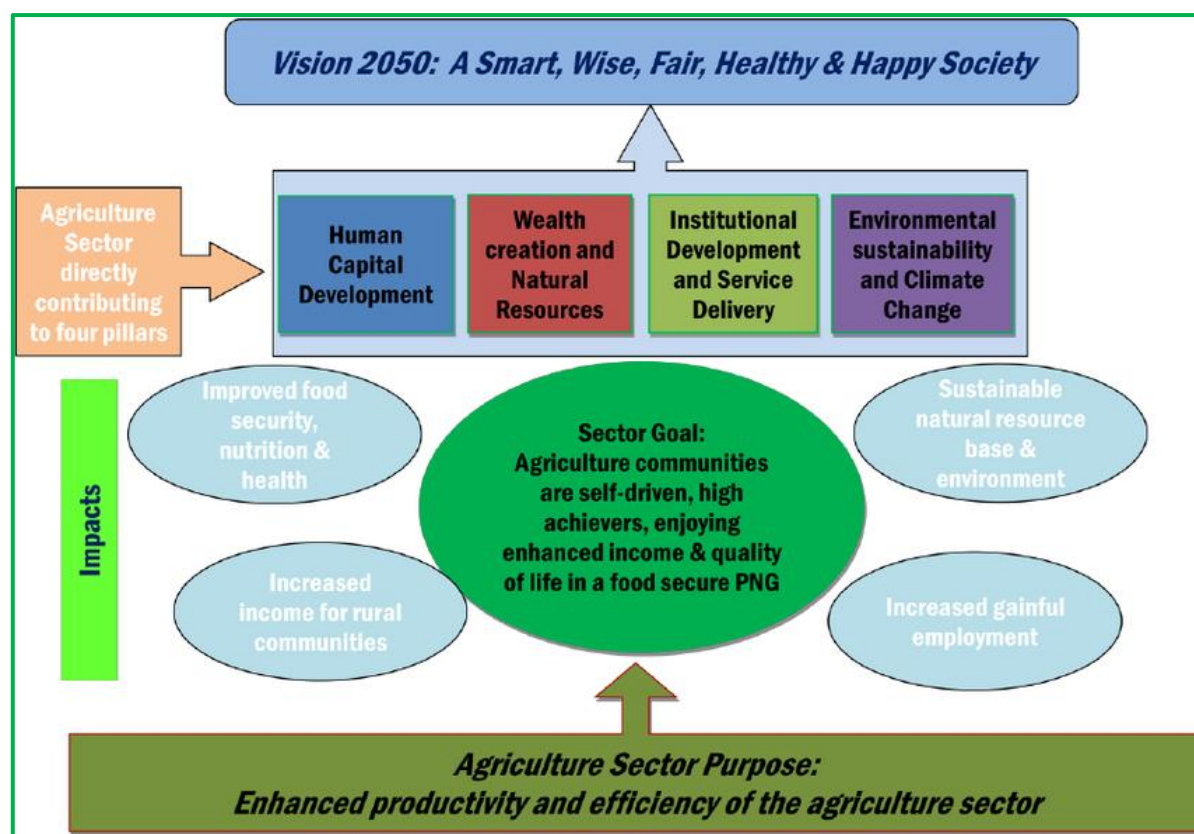 Vision 2050: A Smart, Wise, Fair, Healthy & Happy Society
Agriculture
Sector
directly
contributing
to four pillars
Human
Capital
Development
Wealth
creation and
Natural
Resources
Institutional
Development
and Service
Delivery
Environmental
sustainability
and Climate
Change
Impacts
Improved food
security,
nutrition &
health
Sector Goal:
Agriculture communities
are self-driven, high
achievers, enjoying
enhanced income & quality
of life in a food secure PNG
Sustainable
natural resource
base &
environment
Increased
income for rural
communities
Increased gainful
employment
Agriculture Sector Purpose:
Enhanced productivity and efficiency of the agriculture sector